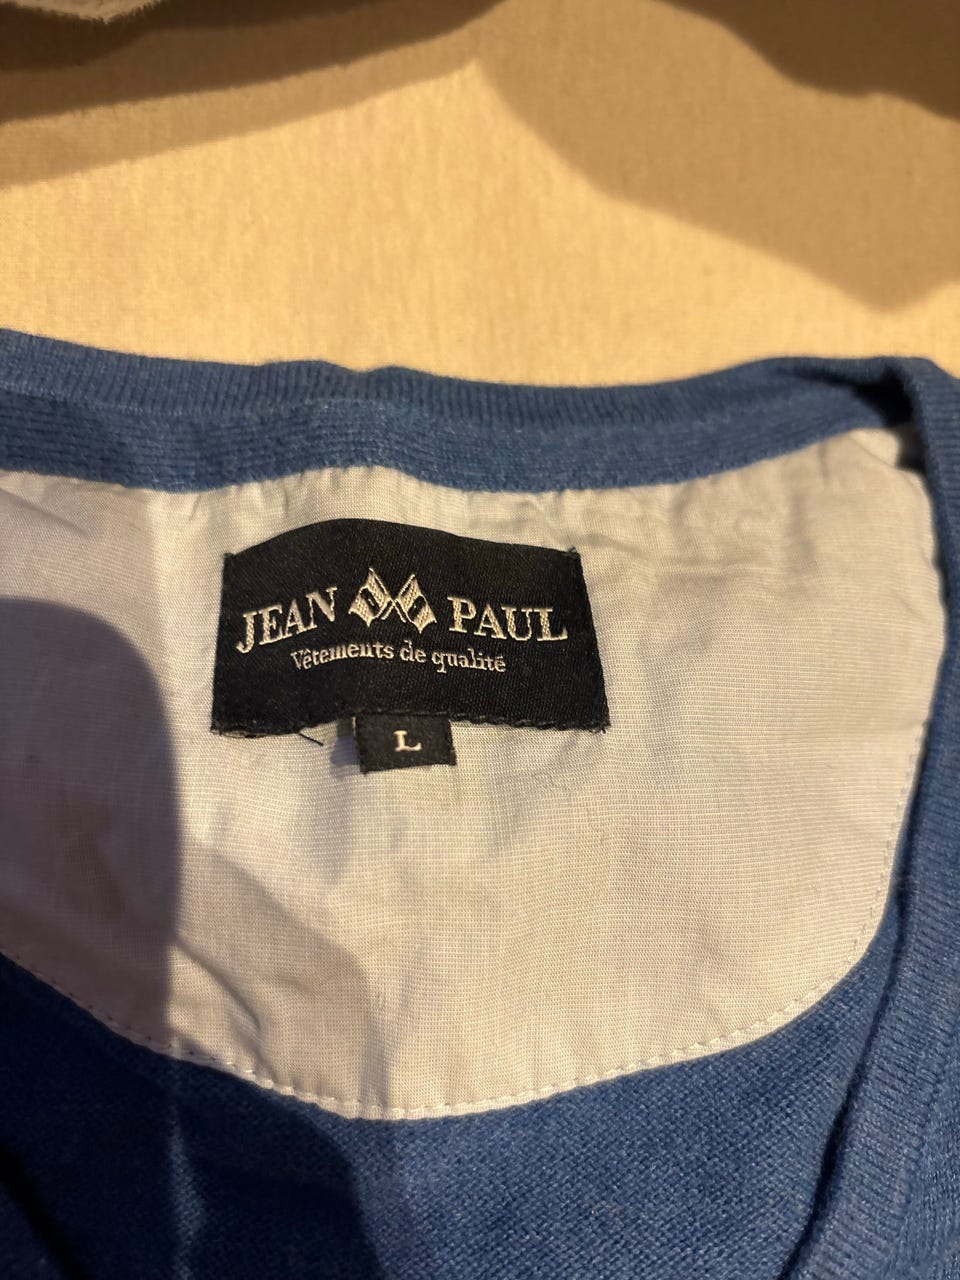 JEAN PAUL
Vêtements de qualité
L